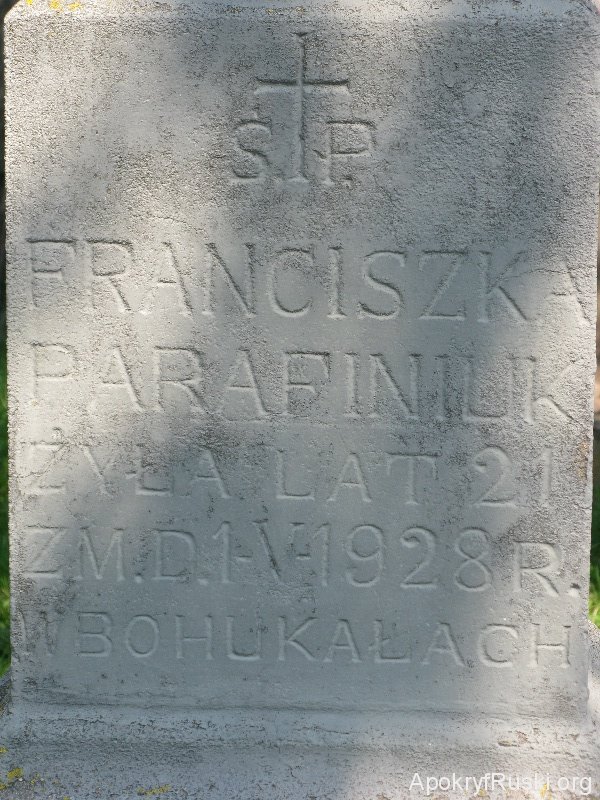 Ś.P.
FRANCISZKA
PARAFINIUK
ŻYŁA LAT 21
ZM.D.1-V-1928 R.
W BOHUKAŁACH
ApokryfRuski.org